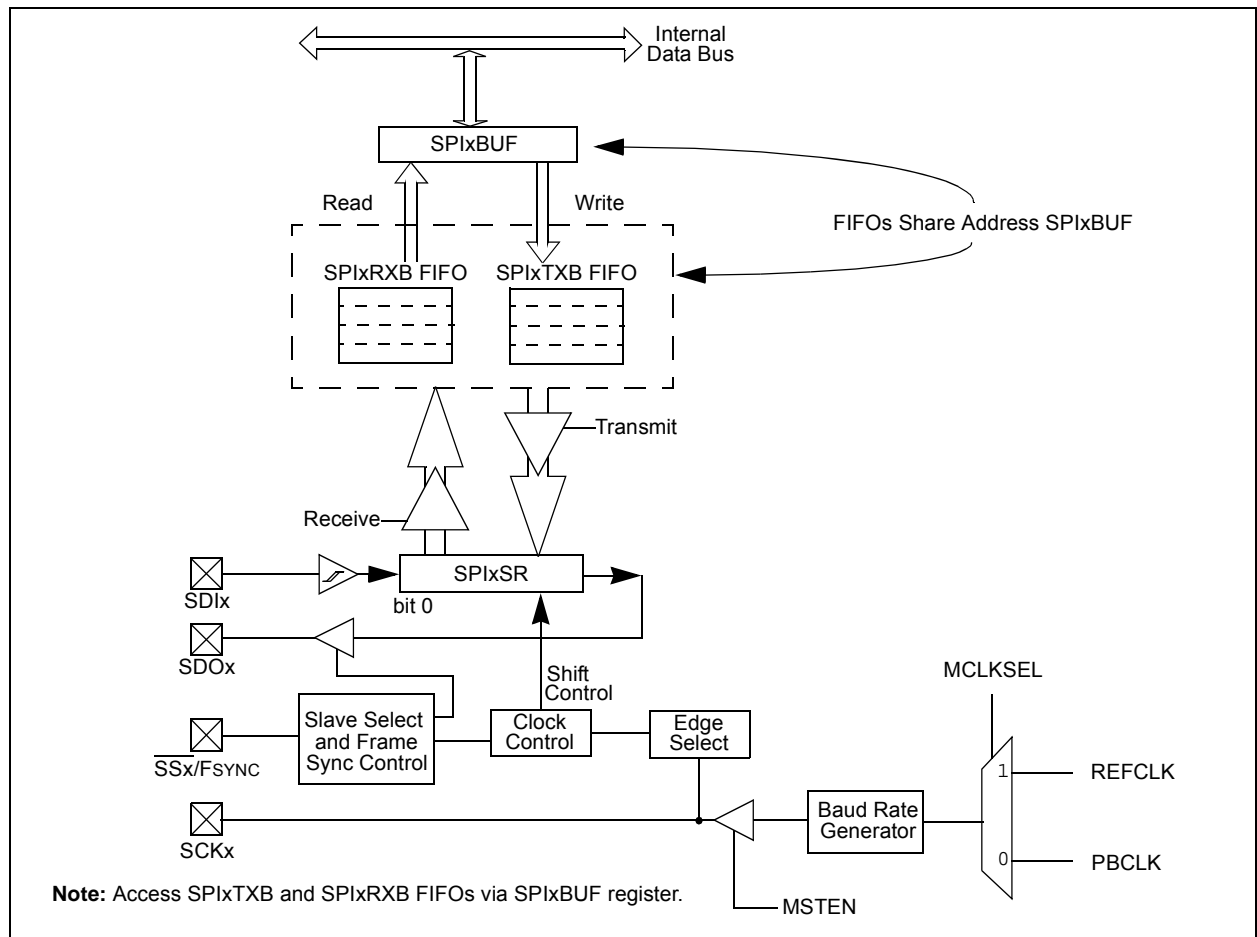 Internal
Data Bus
SPIxBUF
Read
Write
FIFOs Share Address SPIxBUF
SPIxRXB FIFO
SPIxTXB FIFO
Transmit
Receive
SPIxSR
SDIx
bit 0
SDOx
Shift
Control
MCLKSEL
Slave Select
and Frame
Sync Control
Clock
Control
Edge
Select
SSx/FSYNC
1
REFCLK
Baud Rate
Generator
SCKx
0
PBCLK
Note: Access SPIxTXB and SPIxRXB FIFOs via SPIxBUF register.
MSTEN